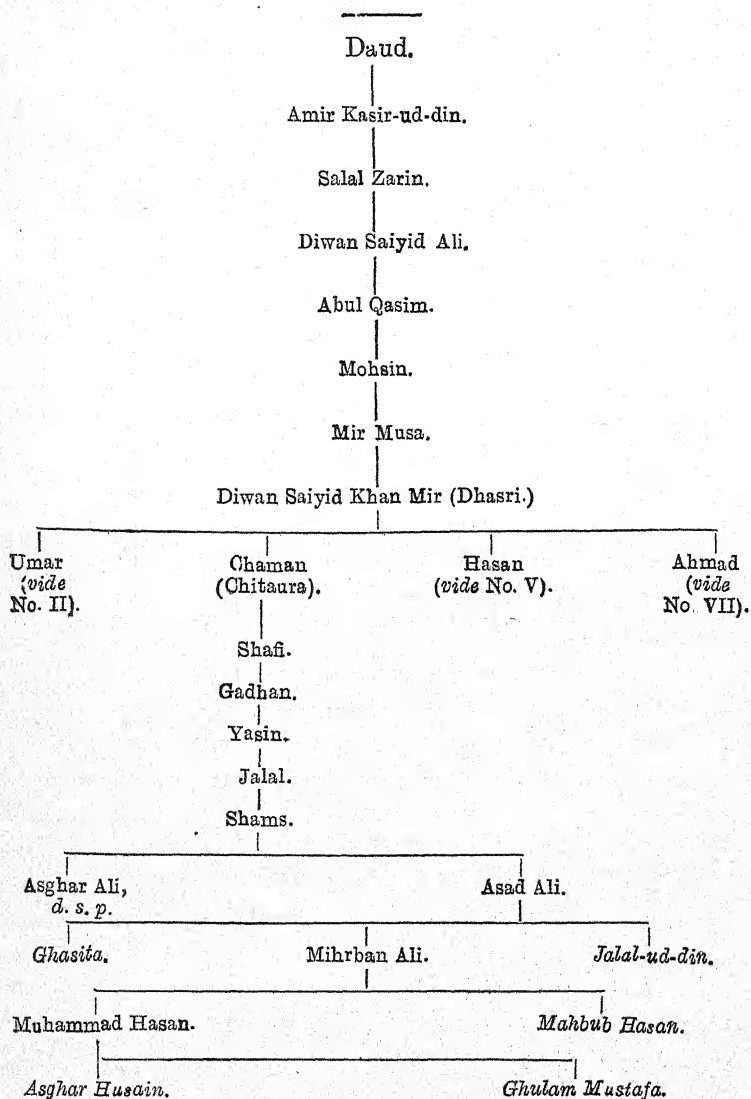 Daud.
Amir Kasir-ud-din.
Salal Zarin.
Diwan Saiyid Ali.
Abul Qasim.
Mohsin.
Mir Musa.
Diwan Saiyid Khan Mir (Dhasri.)
Umar Chaman Hasan Ahmad
(vide (Chitaura). (vide No. V). (vide
No. II). No. VII).
Shafi.
Gadhan.
Yasin.
Jalal.
Shams.
Asghar Ali, Asad Ali.
d. s. p.
Ghasita. Mihrban Ali. Jalal-ud-din.
Muhammad Hasan. Mahbub Hasan.
Asghar Husain. Ghulam Mustafa.